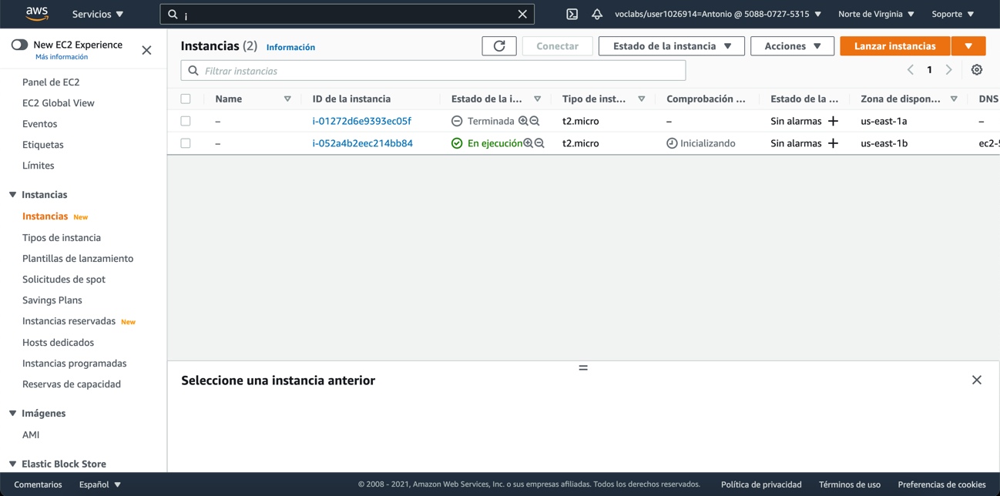 aws Servicios ¡ voclabs/user1026914=Antonio @ 5088-0727-5315 Norte de Virginia Soporte
New EC2 Experience
Más información
Panel de EC2
EC2 Global View
Eventos
Etiquetas
Límites
Instancias
Instancias New
Tipos de instancia
Plantillas de lanzamiento
Solicitudes de spot
Savings Plans
Instancias reservadas New
Hosts dedicados
Instancias programadas
Reservas de capacidad
Imágenes
AMI
Elastic Block Store
Instancias (2) Información Conectar Estado de la instancia Acciones Lanzar instancias
Filtrar instancias 1
Name ID de la instancia Estado de la i... Tipo de inst... Comprobación ... Estado de la ... Zona de dispon... DNS
– i-01272d6e9393ec05f Terminada t2.micro – Sin alarmas us-east-1a –
– i-052a4b2eec214bb84 En ejecución t2.micro Inicializando Sin alarmas us-east-1b ec2-5
Seleccione una instancia anterior
Comentarios Español © 2008 - 2021, Amazon Web Services, Inc. o sus empresas afiliadas. Todos los derechos reservados. Política de privacidad Términos de uso Preferencias de cookies